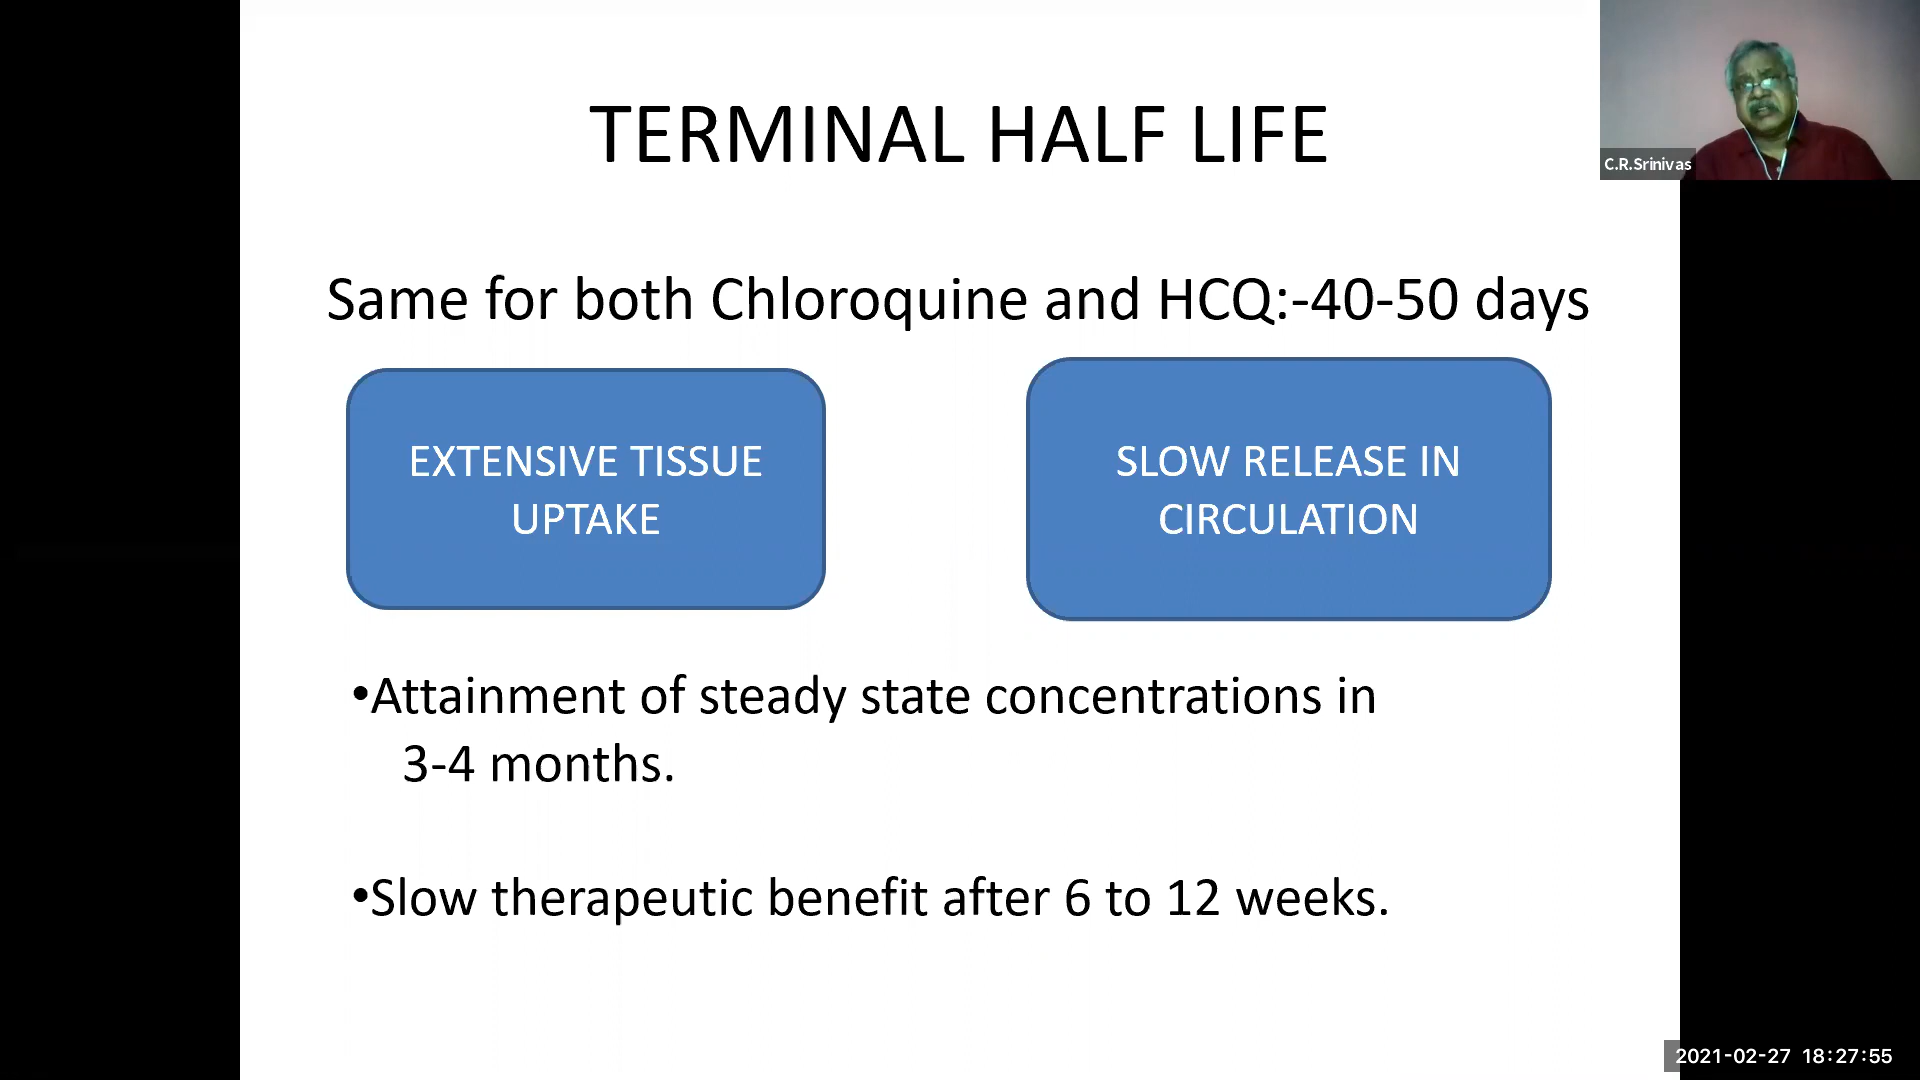 TERMINAL HALF LIFE
C.R.Srinivas
Same for both Chloroquine and HCQ:-40-50 days
EXTENSIVE TISSUE
UPTAKE
SLOW RELEASE IN
CIRCULATION
•Attainment of steady state concentrations in
3-4 months.
•Slow therapeutic benefit after 6 to 12 weeks.
2021-02-27 18:27:55